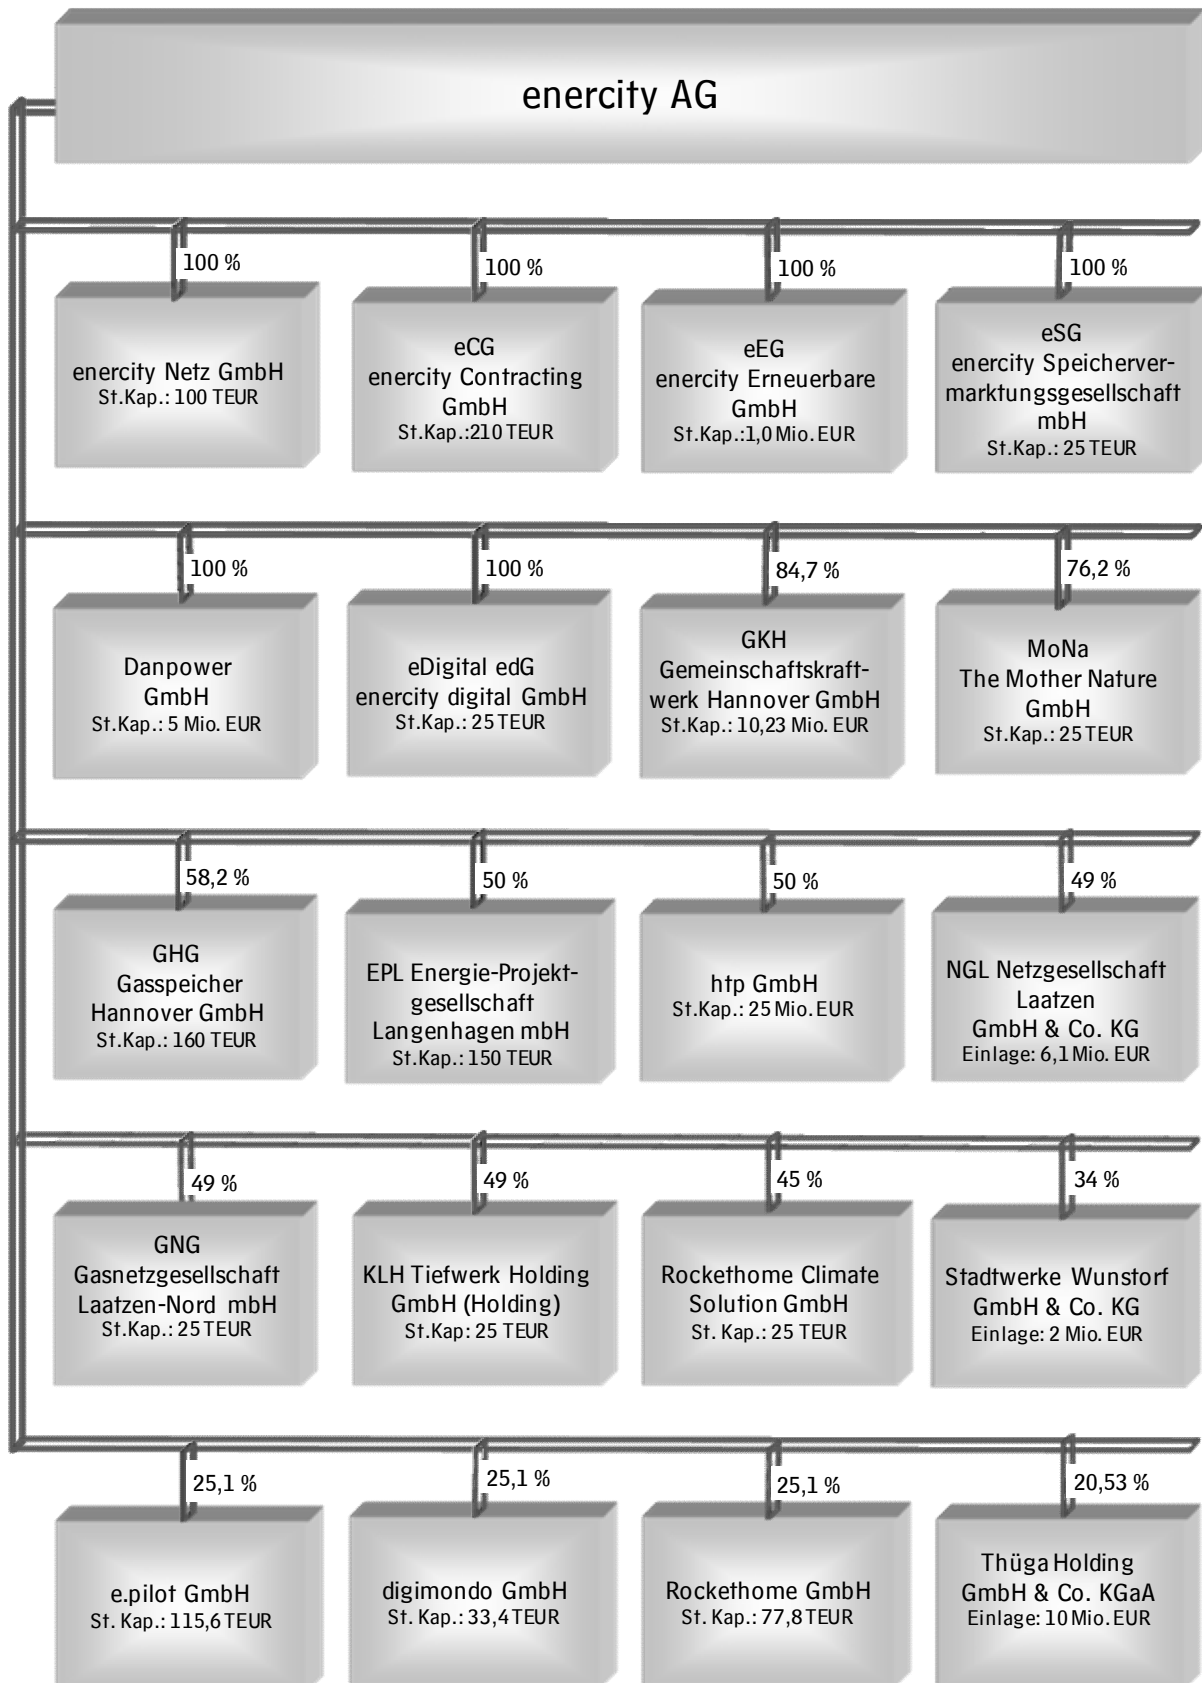 enercity AG
100 %
enercity Netz GmbH
St.Kap.: 100 TEUR
100 %
eCG
enercity Contracting
GmbH
St.Kap.:210 TEUR
100 %
eEG
enercity Erneuerbare
GmbH
St.Kap.:1,0 Mio. EUR
100 %
eSG
enercity Speicherver-
marktungsgesellschaft
mbH
St.Kap.: 25 TEUR
100 %
Danpower
GmbH
St.Kap.: 5 Mio. EUR
100 %
eDigital edG
enercity digital GmbH
St.Kap.: 25 TEUR
84,7 %
GKH
Gemeinschaftskraft-
werk Hannover GmbH
St.Kap.: 10,23 Mio. EUR
76,2 %
MoNa
The Mother Nature
GmbH
St.Kap.: 25 TEUR
58,2 %
GHG
Gasspeicher
Hannover GmbH
St.Kap.: 160 TEUR
50 %
EPL Energie-Projekt-
gesellschaft
Langenhagen mbH
St.Kap.: 150 TEUR
50 %
htp GmbH
St.Kap.: 25 Mio. EUR
49 %
NGL Netzgesellschaft
Laatzen
GmbH & Co. KG
Einlage: 6,1 Mio. EUR
49 %
GNG
Gasnetzgesellschaft
Laatzen-Nord mbH
St.Kap.: 25 TEUR
49 %
KLH Tiefwerk Holding
GmbH (Holding)
St.Kap: 25 TEUR
45 %
Rockethome Climate
Solution GmbH
St. Kap.: 25 TEUR
34 %
Stadtwerke Wunstorf
GmbH & Co. KG
Einlage: 2 Mio. EUR
25,1 %
e.pilot GmbH
St. Kap.: 115,6 TEUR
25,1 %
digimondo GmbH
St. Kap.: 33,4 TEUR
25,1 %
Rockethome GmbH
St. Kap.: 77,8 TEUR
20,53 %
Thüga Holding
GmbH & Co. KGaA
Einlage: 10 Mio. EUR